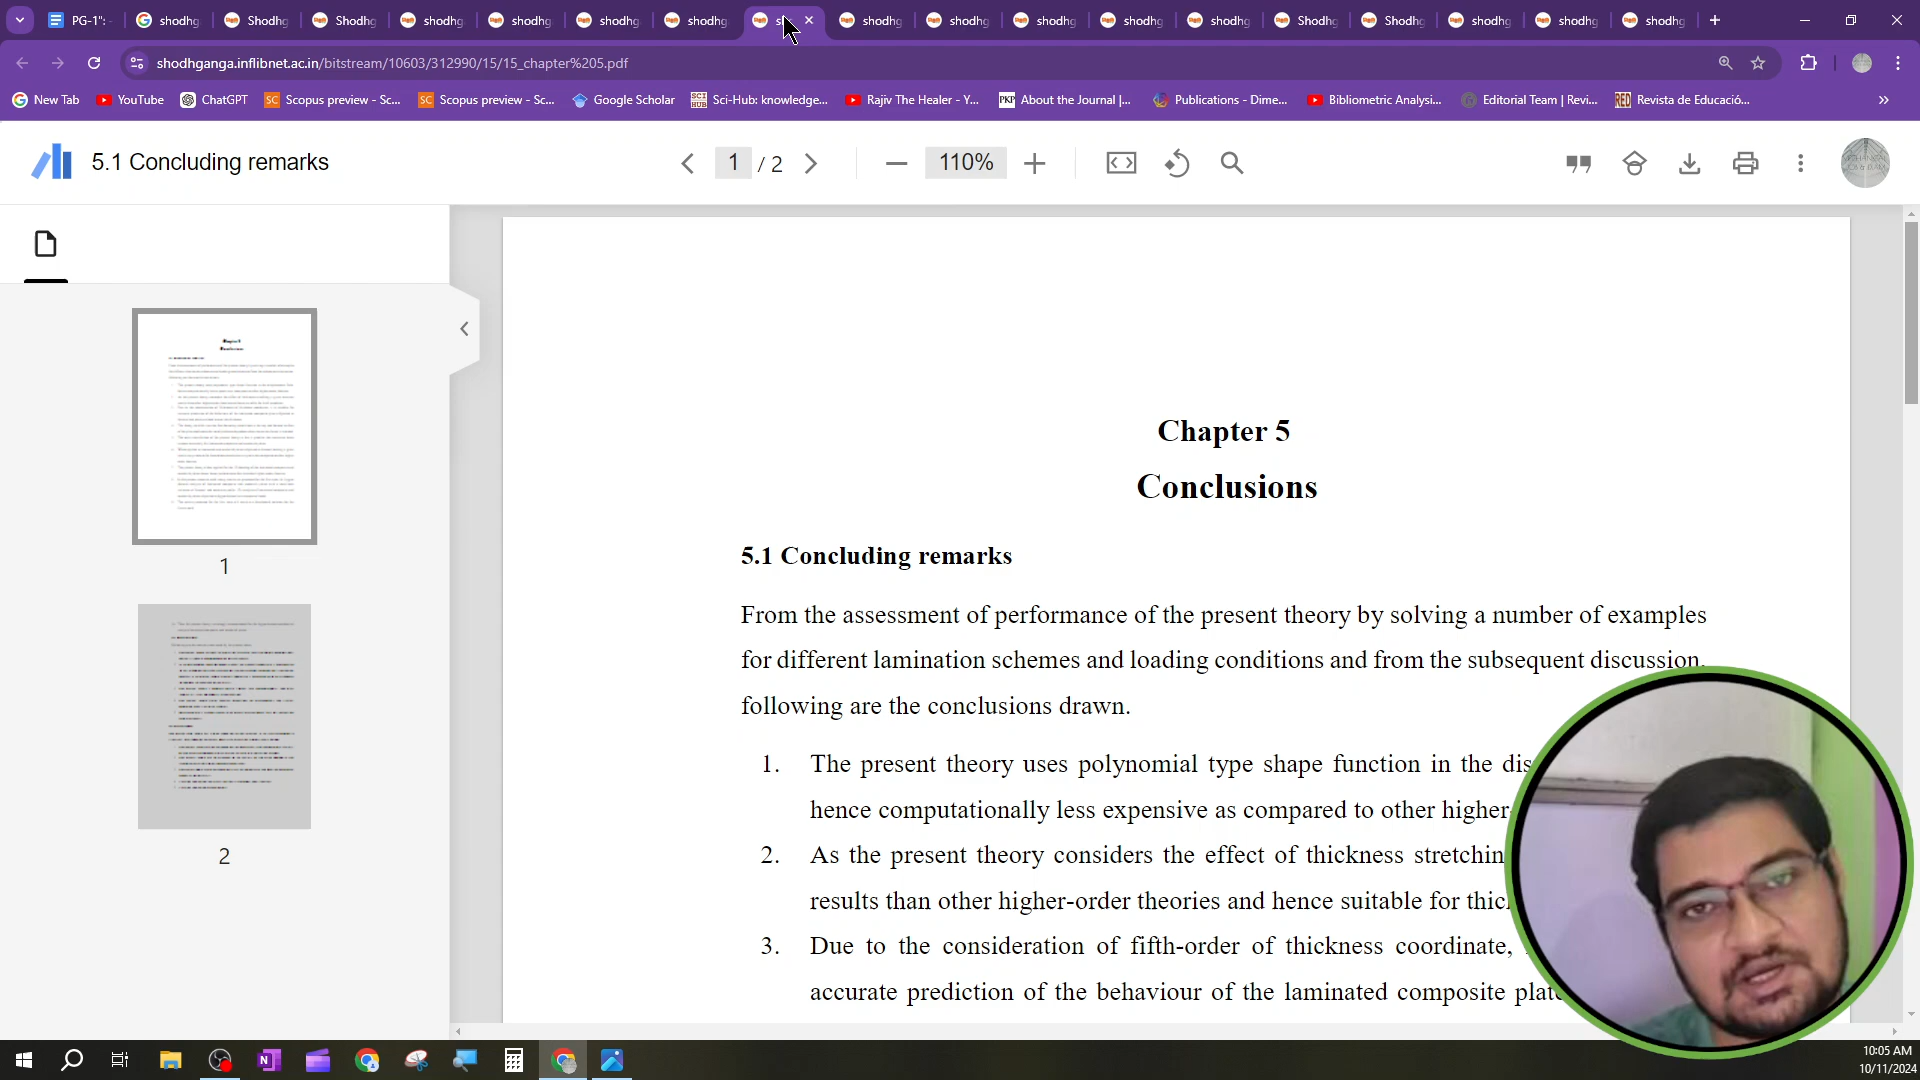 PG-1":
shodhg
Shodhg
Shodhg
shodhg
shodhg
shodhg
shodhg
shodhg
shodhg
shodhg
shodhg
shodhg
Shodhg
Shodhg
shodhg
shodhg
shodhg
shodhganga.inflibnet.ac.in/bitstream/10603/312990/15/15_chapter%205.pdf
New Tab
YouTube
ChatGPT
SC Scopus preview - Sc...
SC Scopus preview - Sc...
Google Scholar
SCI HUB Sci-Hub: knowledge...
Rajiv The Healer - Y...
PKP About the Journal |...
Publications - Dime...
Bibliometric Analysi...
Editorial Team | Revi...
RED Revista de Educació...
5.1 Concluding remarks
1 / 2
110%
1
2
Chapter 5
Conclusions
5.1 Concluding remarks
From the assessment of performance of the present theory by solving a number of examples
for different lamination schemes and loading conditions and from the subsequent discussion,
following are the conclusions drawn.
1. The present theory uses polynomial type shape function in the dis
hence computationally less expensive as compared to other higher
2. As the present theory considers the effect of thickness stretchin
results than other higher-order theories and hence suitable for thic
3. Due to the consideration of fifth-order of thickness coordinate,
accurate prediction of the behaviour of the laminated composite plate
10:05 AM
10/11/2024